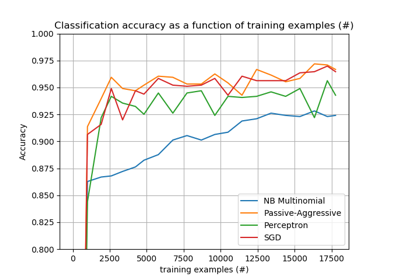 Classification accuracy as a function of training examples (#)
1.000
0.975
0.950
0.925
0.900
0.875
0.850
0.825
0.800
Accuracy
NB Multinomial
Passive-Aggressive
Perceptron
SGD
0 2500 5000 7500 10000 12500 15000 17500
training examples (#)